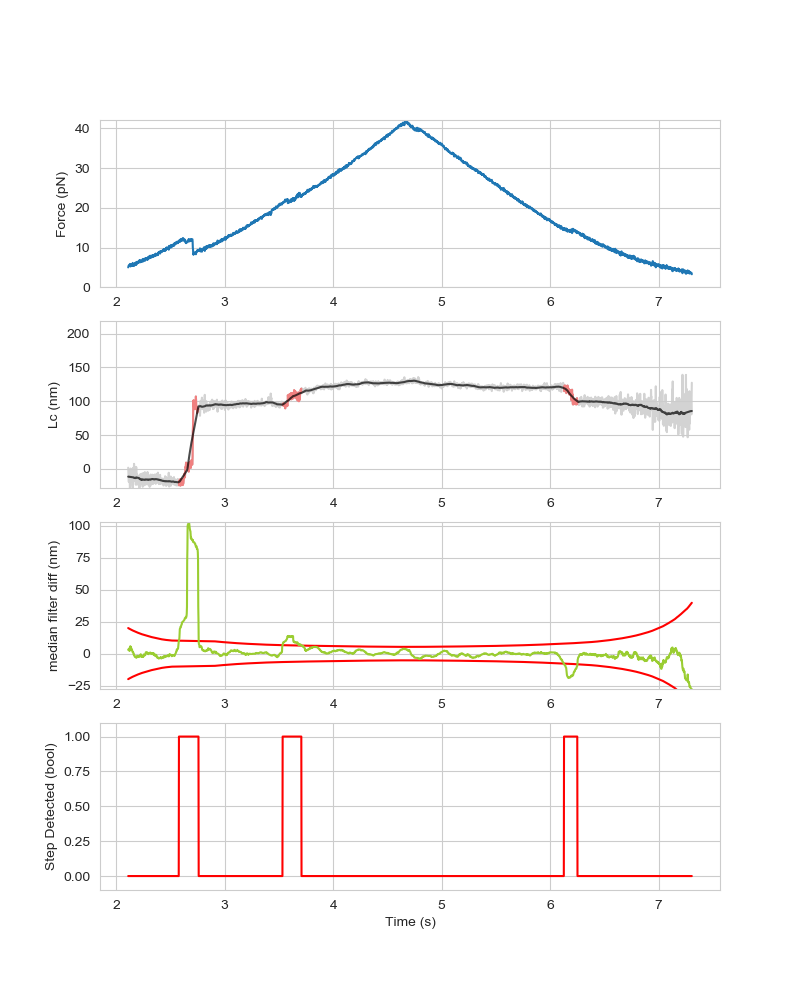 40
30
20
10
0
Force (pN)
2 3 4 5 6 7
200
150
100
50
0
Lc (nm)
2 3 4 5 6 7
100
75
50
25
0
−25
median filter diff (nm)
2 3 4 5 6 7
1.00
0.75
0.50
0.25
0.00
Step Detected (bool)
2 3 4 5 6 7
Time (s)